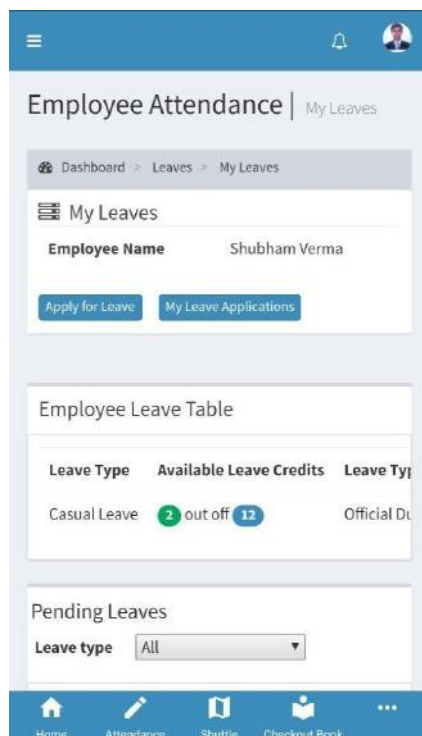 Employee Attendance | My Leaves
Dashboard > Leaves > My Leaves
My Leaves
Employee Name Shubham Verma
Apply for Leave My Leave Applications
Employee Leave Table
Leave Type Available Leave Credits Leave Typ
Casual Leave 2 out off 12 Official Du
Pending Leaves
Leave type All
Home Attendance Shuttle Checkout Book